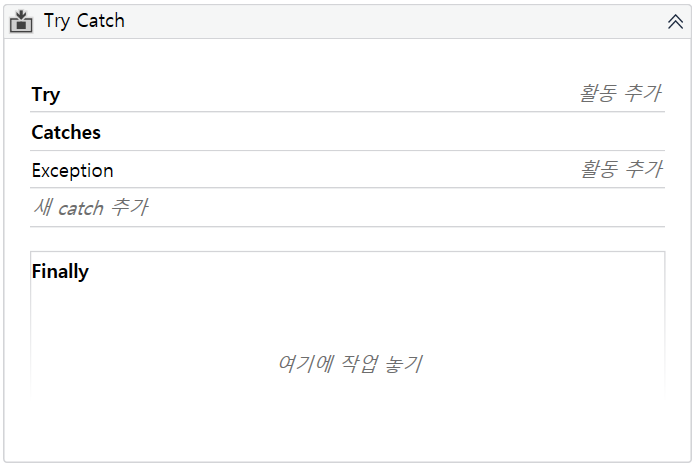 Try Catch
Try 활동 추가
Catches
Exception 활동 추가
새 catch 추가
Finally
여기에 작업 놓기